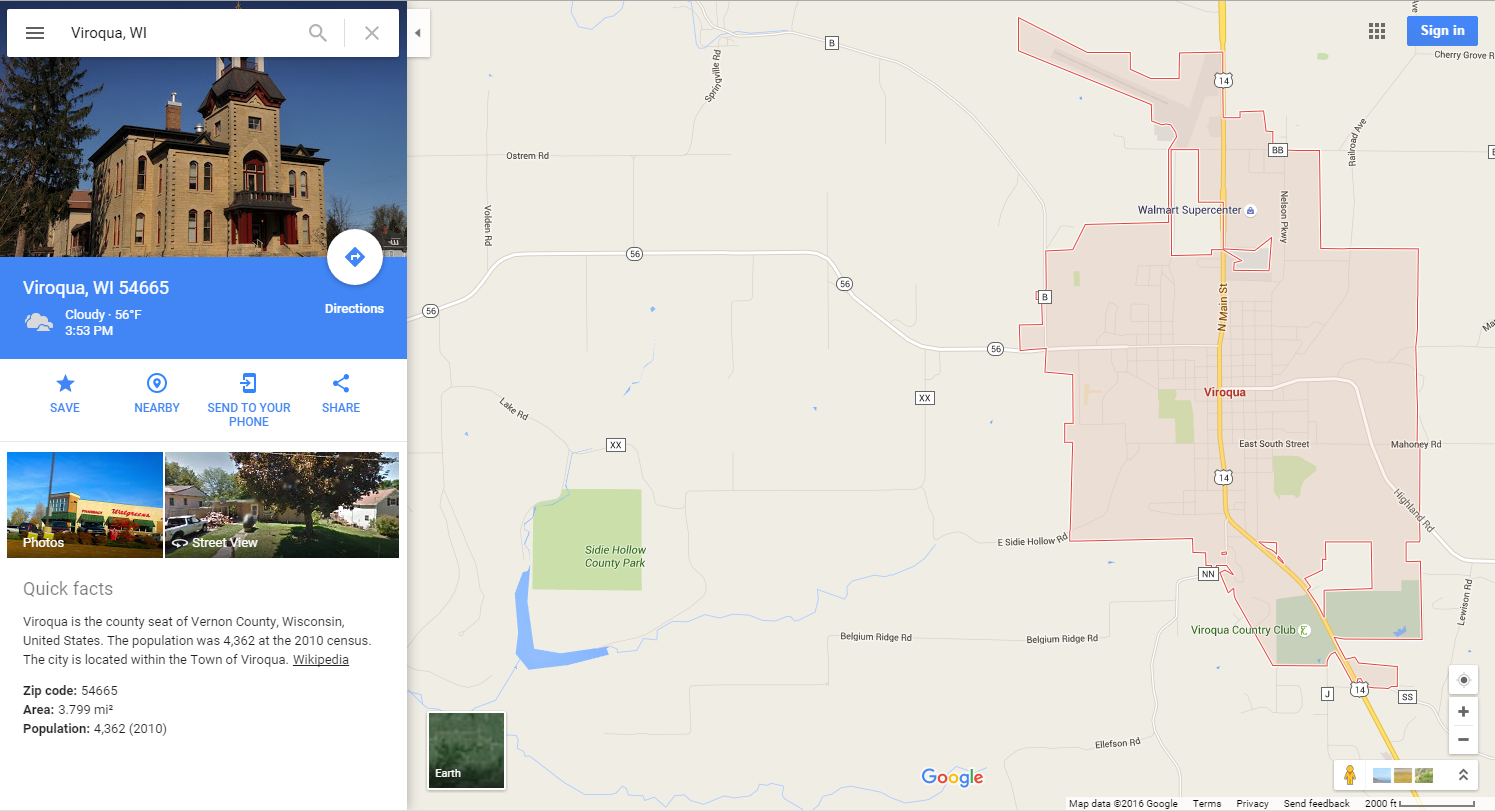 Viroqua, WI
Sign in
Viroqua, WI 54665
Cloudy · 56°F
3:53 PM
Directions
SAVE
NEARBY
SEND TO YOUR
PHONE
SHARE
PHARMACY
Walgreens
Photos
Street View
Quick facts
Viroqua is the county seat of Vernon County, Wisconsin,
United States. The population was 4,362 at the 2010 census.
The city is located within the Town of Viroqua. Wikipedia
Zip code: 54665
Area: 3.799 mi²
Population: 4,362 (2010)
Earth
B
Springville Rd
14
Cherry Grove R
Ostrem Rd
BB
Railroad Ave
Volden Rd
Walmart Supercenter
Nelson Pkwy
56
56
56
B
N Main St
56
XX
Viroqua
Lake Rd
XX
East South Street
Mahoney Rd
14
Highland Rd
Sidie Hollow
County Park
E Sidie Hollow Rd
NN
Lewison Rd
Viroqua Country Club
Belgium Ridge Rd
Belgium Ridge Rd
J
14
SS
Ellefson Rd
Google
Map data ©2016 Google
Terms
Privacy
Send feedback
2000 ft